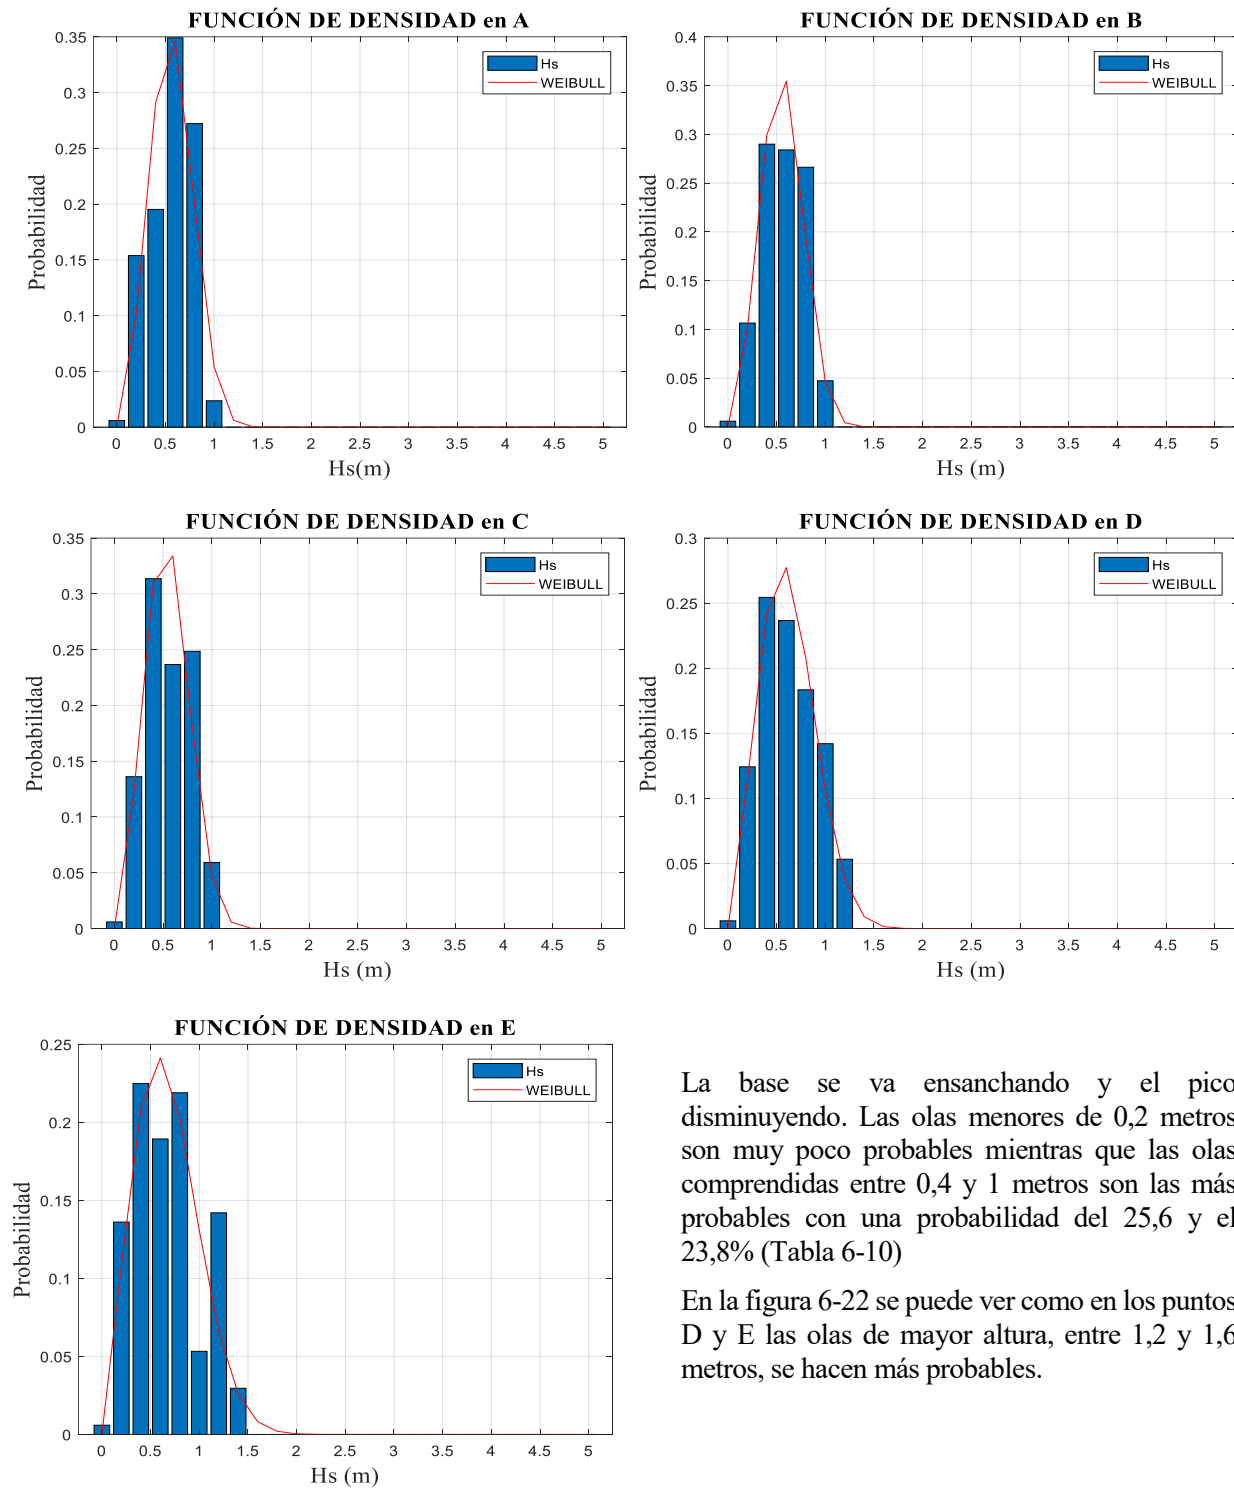 FUNCIÓN DE DENSIDAD en A
0.35
0.3
0.25
0.2
0.15
0.1
0.05
0
Probabilidad
Hs
WEIBULL
0 0.5 1 1.5 2 2.5 3 3.5 4 4.5 5
Hs(m)
FUNCIÓN DE DENSIDAD en B
0.4
0.35
0.3
0.25
0.2
0.15
0.1
0.05
0
Probabilidad
Hs
WEIBULL
0 0.5 1 1.5 2 2.5 3 3.5 4 4.5 5
Hs (m)
FUNCIÓN DE DENSIDAD en C
0.35
0.3
0.25
0.2
0.15
0.1
0.05
0
Probabilidad
Hs
WEIBULL
0 0.5 1 1.5 2 2.5 3 3.5 4 4.5 5
Hs (m)
FUNCIÓN DE DENSIDAD en D
0.3
0.25
0.2
0.15
0.1
0.05
0
Probabilidad
Hs
WEIBULL
0 0.5 1 1.5 2 2.5 3 3.5 4 4.5 5
Hs (m)
FUNCIÓN DE DENSIDAD en E
0.25
0.2
0.15
0.1
0.05
0
Probabilidad
Hs
WEIBULL
0 0.5 1 1.5 2 2.5 3 3.5 4 4.5 5
Hs (m)
La base se va ensanchando y el pico
disminuyendo. Las olas menores de 0,2 metros
son muy poco probables mientras que las olas
comprendidas entre 0,4 y 1 metros son las más
probables con una probabilidad del 25,6 y el
23,8% (Tabla 6-10)
En la figura 6-22 se puede ver como en los puntos
D y E las olas de mayor altura, entre 1,2 y 1,6
metros, se hacen más probables.